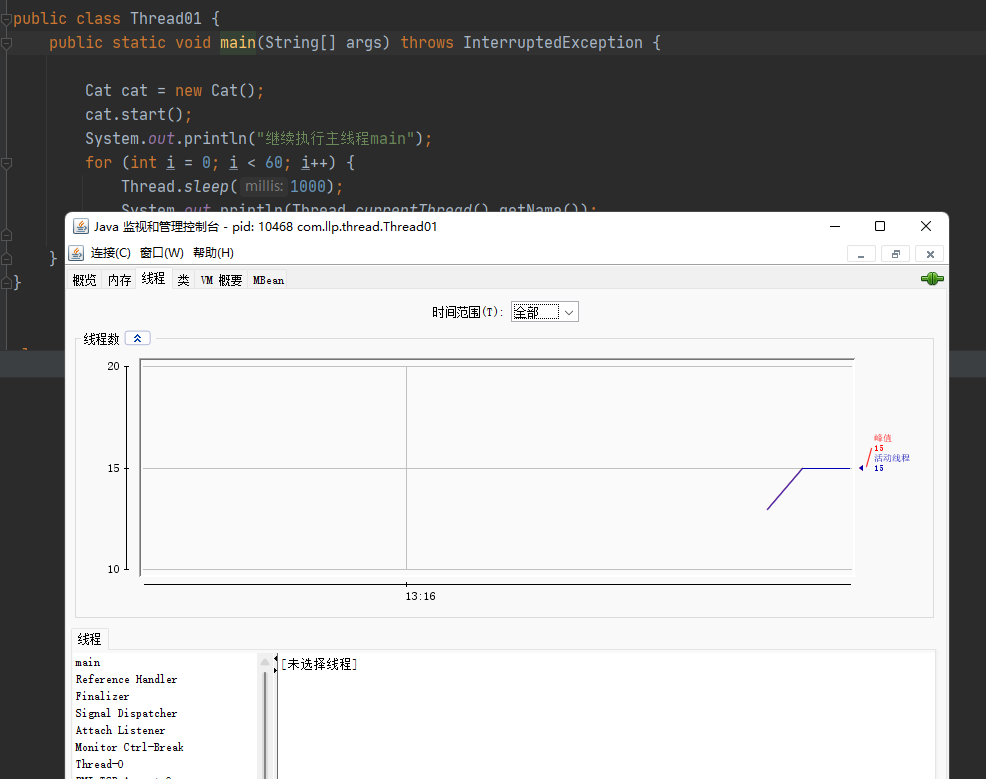 public class Thread01 {
public static void main(String[] args) throws InterruptedException {
Cat cat = new Cat();
cat.start();
System.out.println("继续执行主线程main");
for (int i = 0; i < 60; i++) {
Thread.sleep( millis: 1000);
System.out.println(Thread.currentThread().getName());
}
}
Java 监视和管理控制台 - pid: 10468 com.llp.thread.Thread01
连接(C) 窗口(W) 帮助(H)
概览 内存 线程 类 VM 概要 MBean
时间范围(T): 全部
线程数
20
15
10
13:16
峰值
15
活动线程
15
线程
main
Reference Handler
Finalizer
Signal Dispatcher
Attach Listener
Monitor Ctrl-Break
Thread-0
[未选择线程]